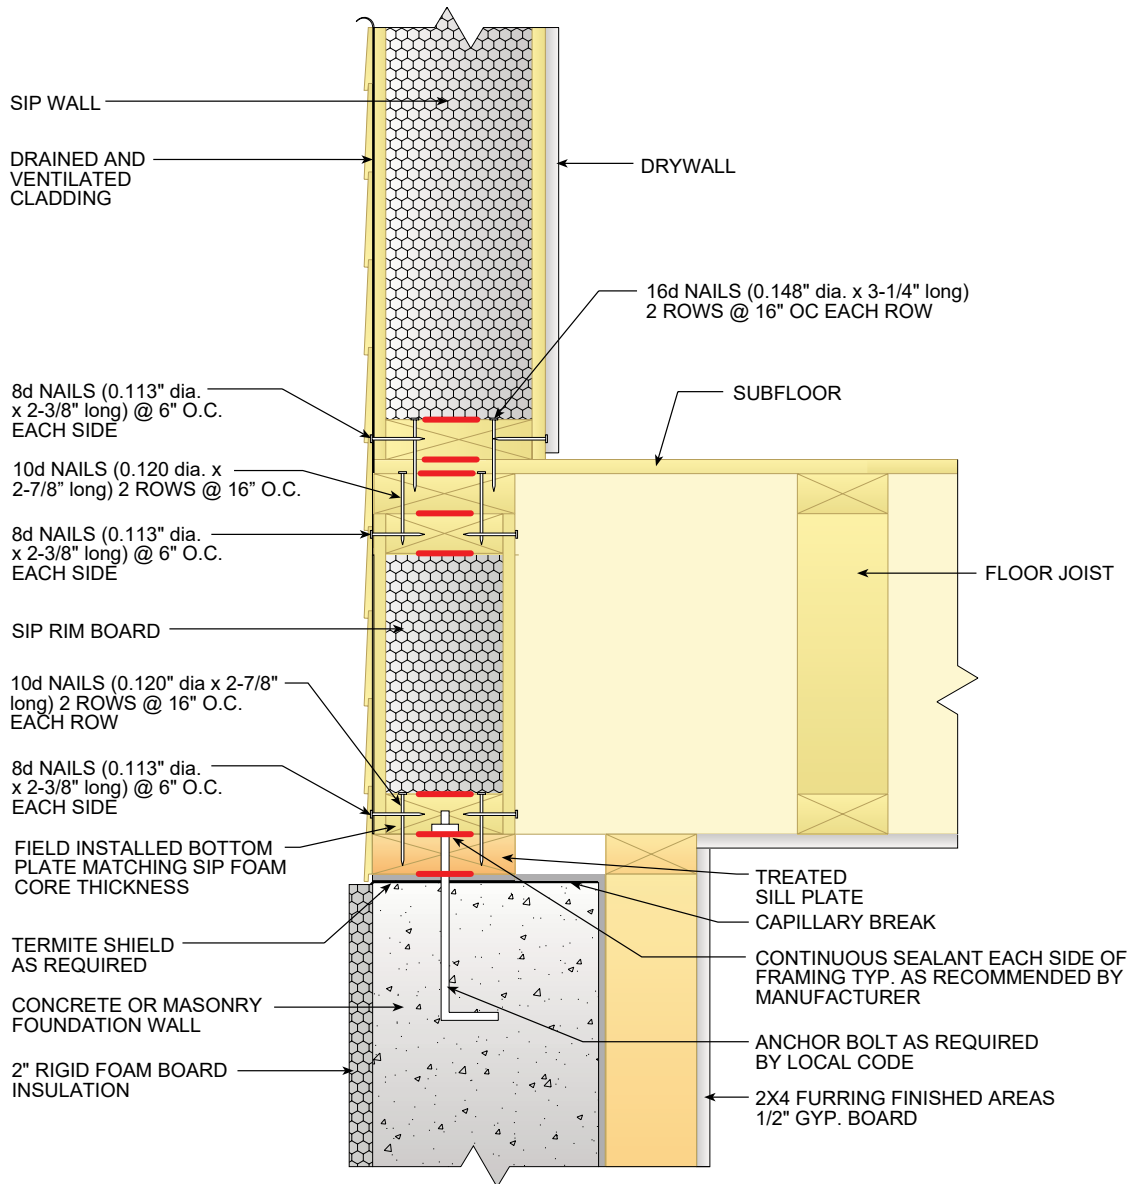 SIP WALL
DRAINED AND
VENTILATED
CLADDING
DRYWALL
16d NAILS (0.148" dia. x 3-1/4" long)
2 ROWS @ 16" OC EACH ROW
8d NAILS (0.113" dia.
x 2-3/8" long) @ 6" O.C.
EACH SIDE
SUBFLOOR
10d NAILS (0.120 dia. x
2-7/8” long) 2 ROWS @ 16” O.C.
8d NAILS (0.113" dia.
x 2-3/8" long) @ 6" O.C.
EACH SIDE
FLOOR JOIST
SIP RIM BOARD
10d NAILS (0.120" dia x 2-7/8"
long) 2 ROWS @ 16" O.C.
EACH ROW
8d NAILS (0.113" dia.
x 2-3/8" long) @ 6" O.C.
EACH SIDE
FIELD INSTALLED BOTTOM
PLATE MATCHING SIP FOAM
CORE THICKNESS
TREATED
SILL PLATE
CAPILLARY BREAK
TERMITE SHIELD
AS REQUIRED
CONTINUOUS SEALANT EACH SIDE OF
FRAMING TYP. AS RECOMMENDED BY
MANUFACTURER
CONCRETE OR MASONRY
FOUNDATION WALL
ANCHOR BOLT AS REQUIRED
BY LOCAL CODE
2" RIGID FOAM BOARD
INSULATION
2X4 FURRING FINISHED AREAS
1/2" GYP. BOARD